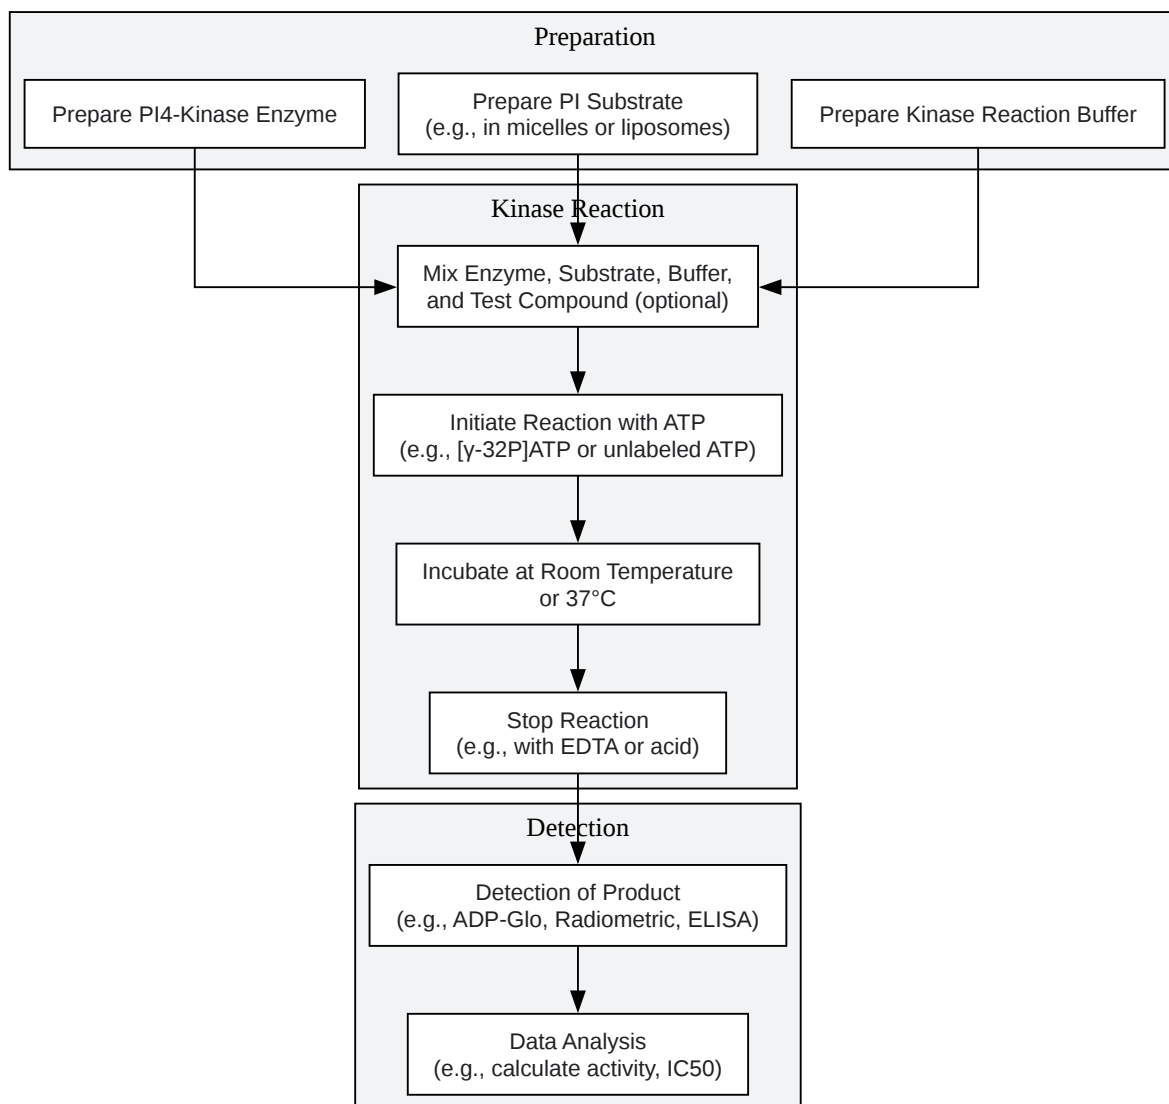 Preparation
Prepare PI4-Kinase Enzyme
Prepare PI Substrate
(e.g., in micelles or liposomes)
Prepare Kinase Reaction Buffer
Kinase Reaction
Mix Enzyme, Substrate, Buffer,
and Test Compound (optional)
Initiate Reaction with ATP
(e.g., [γ-32P]ATP or unlabeled ATP)
Incubate at Room Temperature
or 37°C
Stop Reaction
(e.g., with EDTA or acid)
Detection
Detection of Product
(e.g., ADP-Glo, Radiometric, ELISA)
Data Analysis
(e.g., calculate activity, IC50)